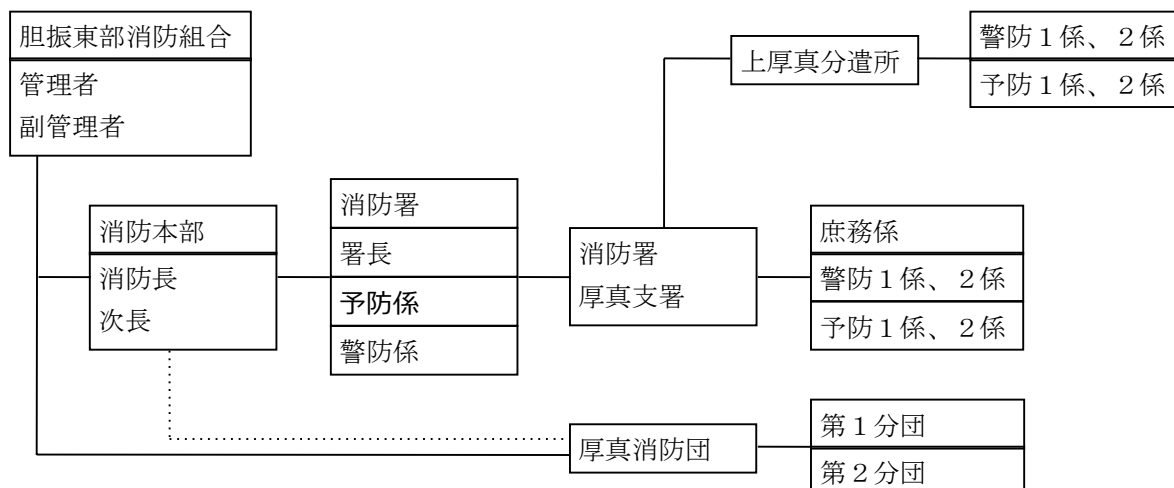 胆振東部消防組合
管理者
副管理者
上厚真分遣所
警防１係、２係
予防１係、２係
消防本部
消防長
次長
消防署
署長
予防係
警防係
消防署
厚真支署
庶務係
警防１係、２係
予防１係、２係
厚真消防団
第１分団
第２分団